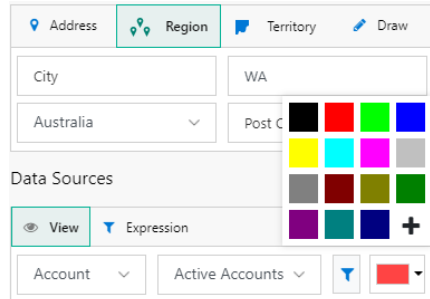 Address Region Territory Draw
City WA
Australia Post C
Data Sources
View Expression
Account Active Accounts